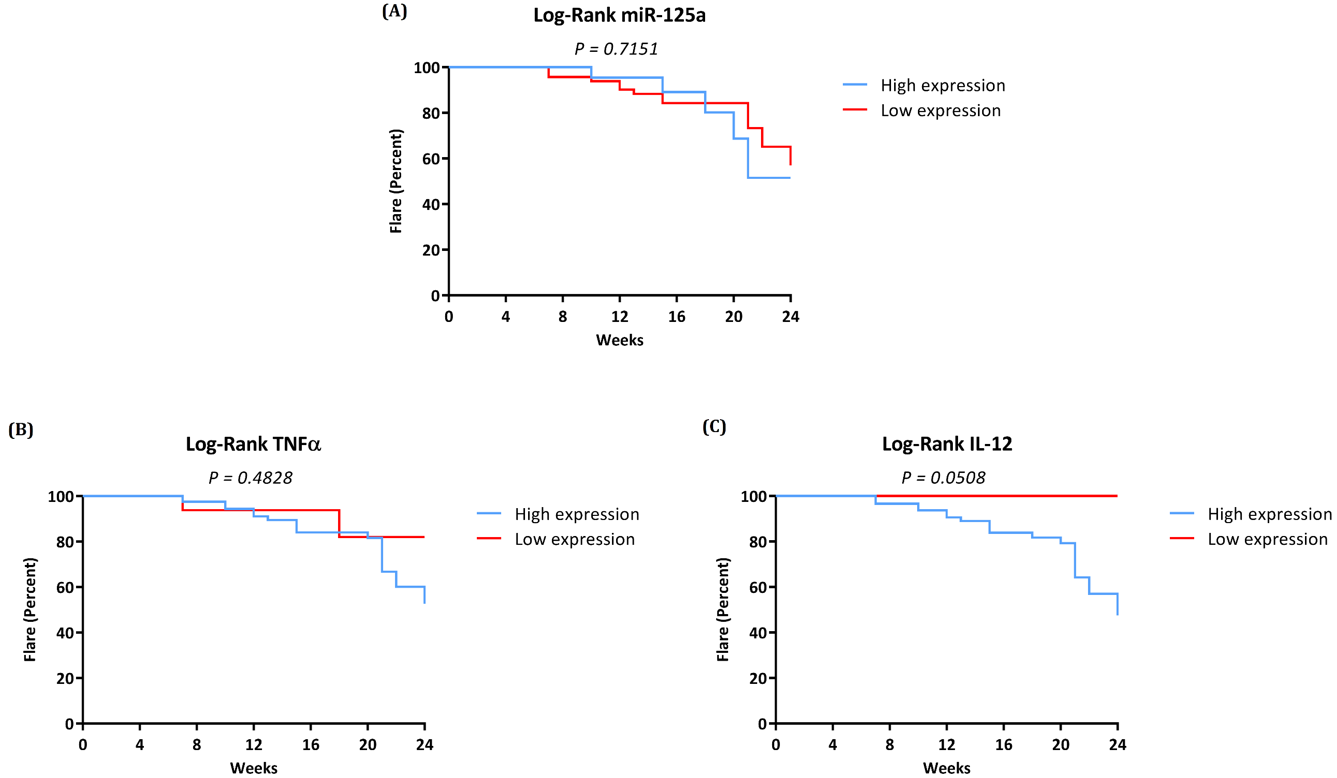 (A)
Log-Rank miR-125a
P = 0.7151
100
80
60
40
20
0
Flare (Percent)
0 4 8 12 16 20 24
Weeks
High expression
Low expression
(B)
Log-Rank TNFα
P = 0.4828
100
80
60
40
20
0
Flare (Percent)
0 4 8 12 16 20 24
Weeks
High expression
Low expression
(C)
Log-Rank IL-12
P = 0.0508
100
80
60
40
20
0
Flare (Percent)
0 4 8 12 16 20 24
Weeks
High expression
Low expression